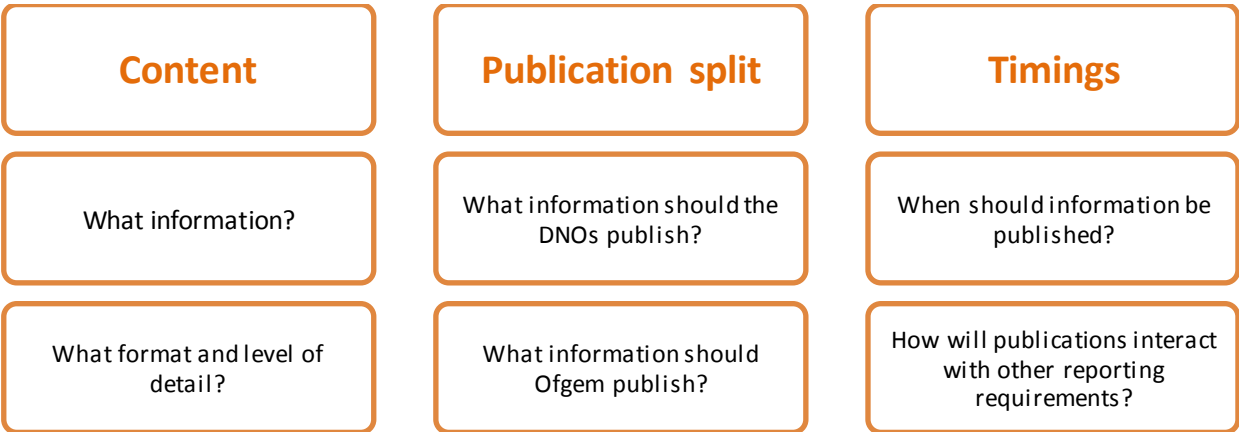 Content
What information?
What format and level of
detail?
Publication split
What information should the
DNOs publish?
What information should
Ofgem publish?
Timings
When should information be
published?
How will publications interact
with other reporting
requirements?